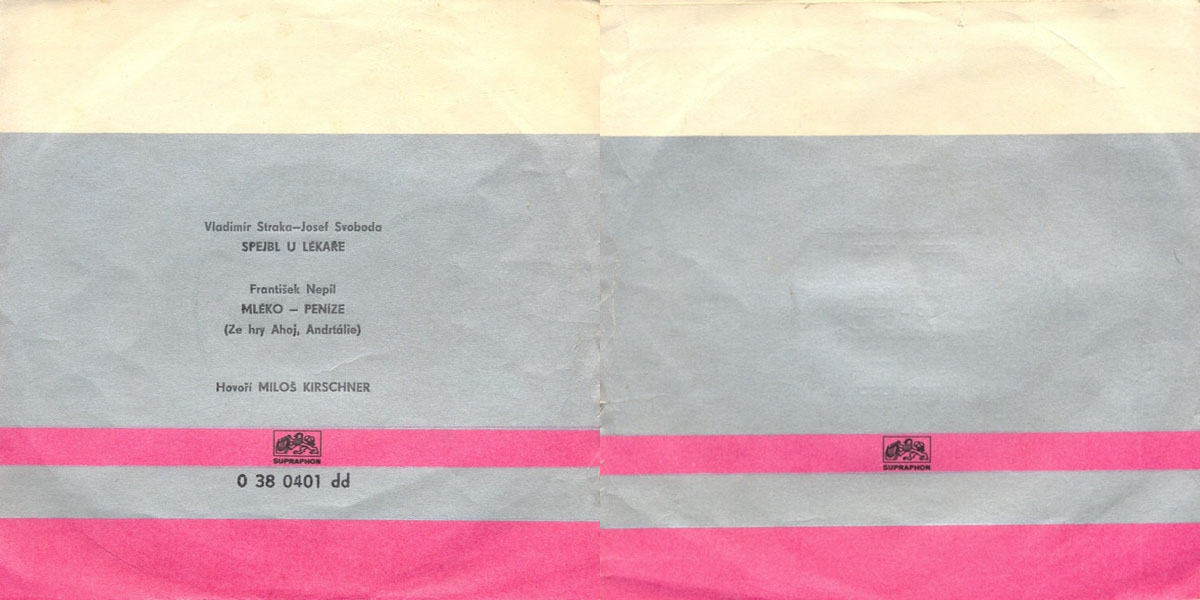 Vladimír Straka—Josef Svoboda
SPEJBL U LÉKAŘE
František Nepil
MLÉKO — PENÍZE
(Ze hry Ahoj, Andrtálie)
Hovoří MILOŠ KIRSCHNER
SUPRAPHON
0 38 0401 dd
SUPRAPHON